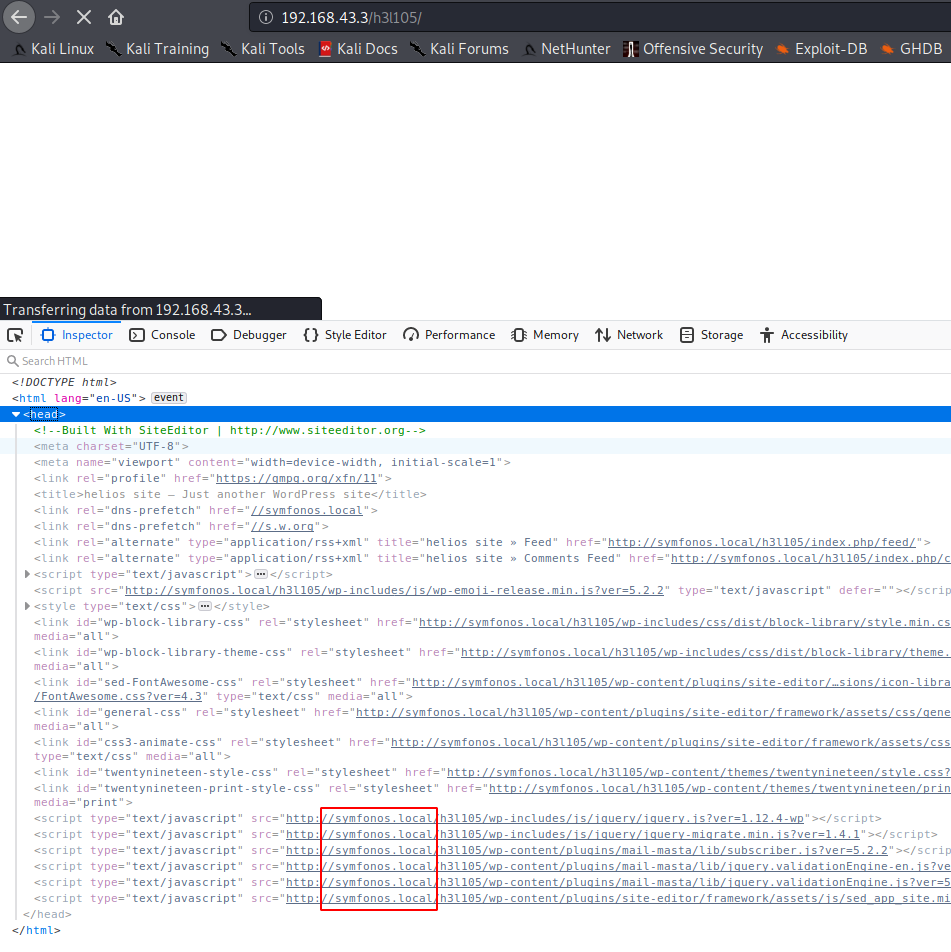 192.168.43.3/h3l105/
Kali Linux Kali Training Kali Tools Kali Docs Kali Forums NetHunter Offensive Security Exploit-DB GHDB
Transferring data from 192.168.43.3...
Inspector Console Debugger Style Editor Performance Memory Network Storage Accessibility
Search HTML
<!DOCTYPE html>
<html lang="en-US"> event
<head>
<!--Built With SiteEditor | http://www.siteeditor.org-->
<meta charset="UTF-8">
<meta name="viewport" content="width=device-width, initial-scale=1">
<link rel="profile" href="https://gmpg.org/xfn/11">
<title>helios site – Just another WordPress site</title>
<link rel="dns-prefetch" href="//symfonos.local">
<link rel="dns-prefetch" href="//s.w.org">
<link rel="alternate" type="application/rss+xml" title="helios site » Feed" href="http://symfonos.local/h3l105/index.php/feed/">
<link rel="alternate" type="application/rss+xml" title="helios site » Comments Feed" href="http://symfonos.local/h3l105/index.php/c
<script type="text/javascript">…</script>
<script src="http://symfonos.local/h3l105/wp-includes/js/wp-emoji-release.min.js?ver=5.2.2" type="text/javascript" defer=""></scrip
<style type="text/css">…</style>
<link id="wp-block-library-css" rel="stylesheet" href="http://symfonos.local/h3l105/wp-includes/css/dist/block-library/style.min.cs
media="all">
<link id="wp-block-library-theme-css" rel="stylesheet" href="http://symfonos.local/h3l105/wp-includes/css/dist/block-library/theme.
media="all">
<link id="sed-FontAwesome-css" rel="stylesheet" href="http://symfonos.local/h3l105/wp-content/plugins/site-editor/…sions/icon-libra
/FontAwesome.css?ver=4.3" type="text/css" media="all">
<link id="general-css" rel="stylesheet" href="http://symfonos.local/h3l105/wp-content/plugins/site-editor/framework/assets/css/gene
media="all">
<link id="css3-animate-css" rel="stylesheet" href="http://symfonos.local/h3l105/wp-content/plugins/site-editor/framework/assets/css
type="text/css" media="all">
<link id="twentynineteen-style-css" rel="stylesheet" href="http://symfonos.local/h3l105/wp-content/themes/twentynineteen/style.css?
<link id="twentynineteen-print-style-css" rel="stylesheet" href="http://symfonos.local/h3l105/wp-content/themes/twentynineteen/prin
media="print">
<script type="text/javascript" src="http://symfonos.local/h3l105/wp-includes/js/jquery/jquery.js?ver=1.12.4-wp"></script>
<script type="text/javascript" src="http://symfonos.local/h3l105/wp-includes/js/jquery/jquery-migrate.min.js?ver=1.4.1"></script>
<script type="text/javascript" src="http://symfonos.local/h3l105/wp-content/plugins/mail-masta/lib/subscriber.js?ver=5.2.2"></scrip
<script type="text/javascript" src="http://symfonos.local/h3l105/wp-content/plugins/mail-masta/lib/jquery.validationEngine-en.js?ve
<script type="text/javascript" src="http://symfonos.local/h3l105/wp-content/plugins/mail-masta/lib/jquery.validationEngine.js?ver=5
<script type="text/javascript" src="http://symfonos.local/h3l105/wp-content/plugins/site-editor/framework/assets/js/sed_app_site.mi
</head>
</html>